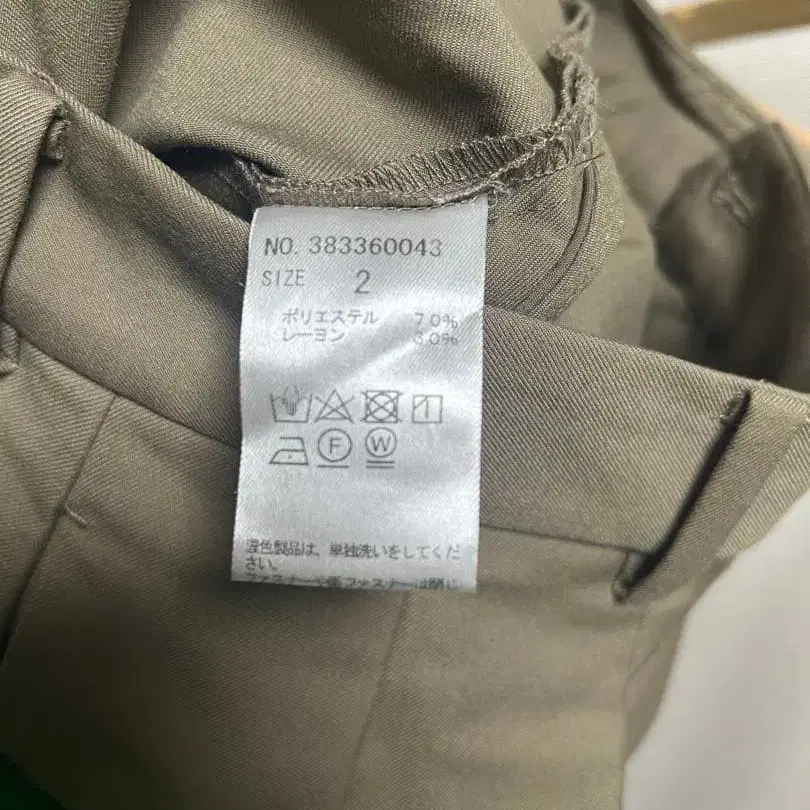 NO. 383360043
SIZE 2
ポリエステル 70%
レーヨン 30%
F W
濃色製品は、単独洗いをしてくだ
さい。